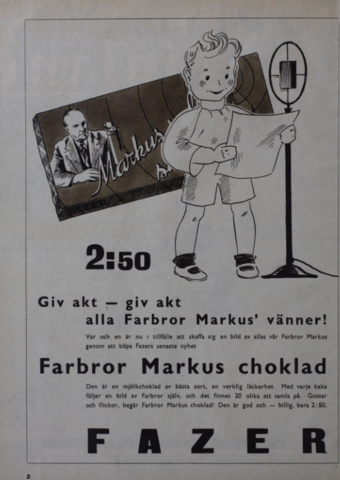 Markus'
s.
2:50
Giv akt — giv akt
alla Farbror Markus' vänner!
Var och en är nu i tillfälle att skaffa sig en bild av allas vår Farbror Markus
genom att köpa Fazers senaste nyhet
Farbror Markus choklad
Den är en mjölkchoklad av bästa sort, en verklig läckerhet. Med varje kaka
följer en bild av Farbror själv, och det finnes 20 olika att samla på. Gossar
och flickor, begär Farbror Markus choklad! Den är god och — billig, bara 2:50.
FAZER